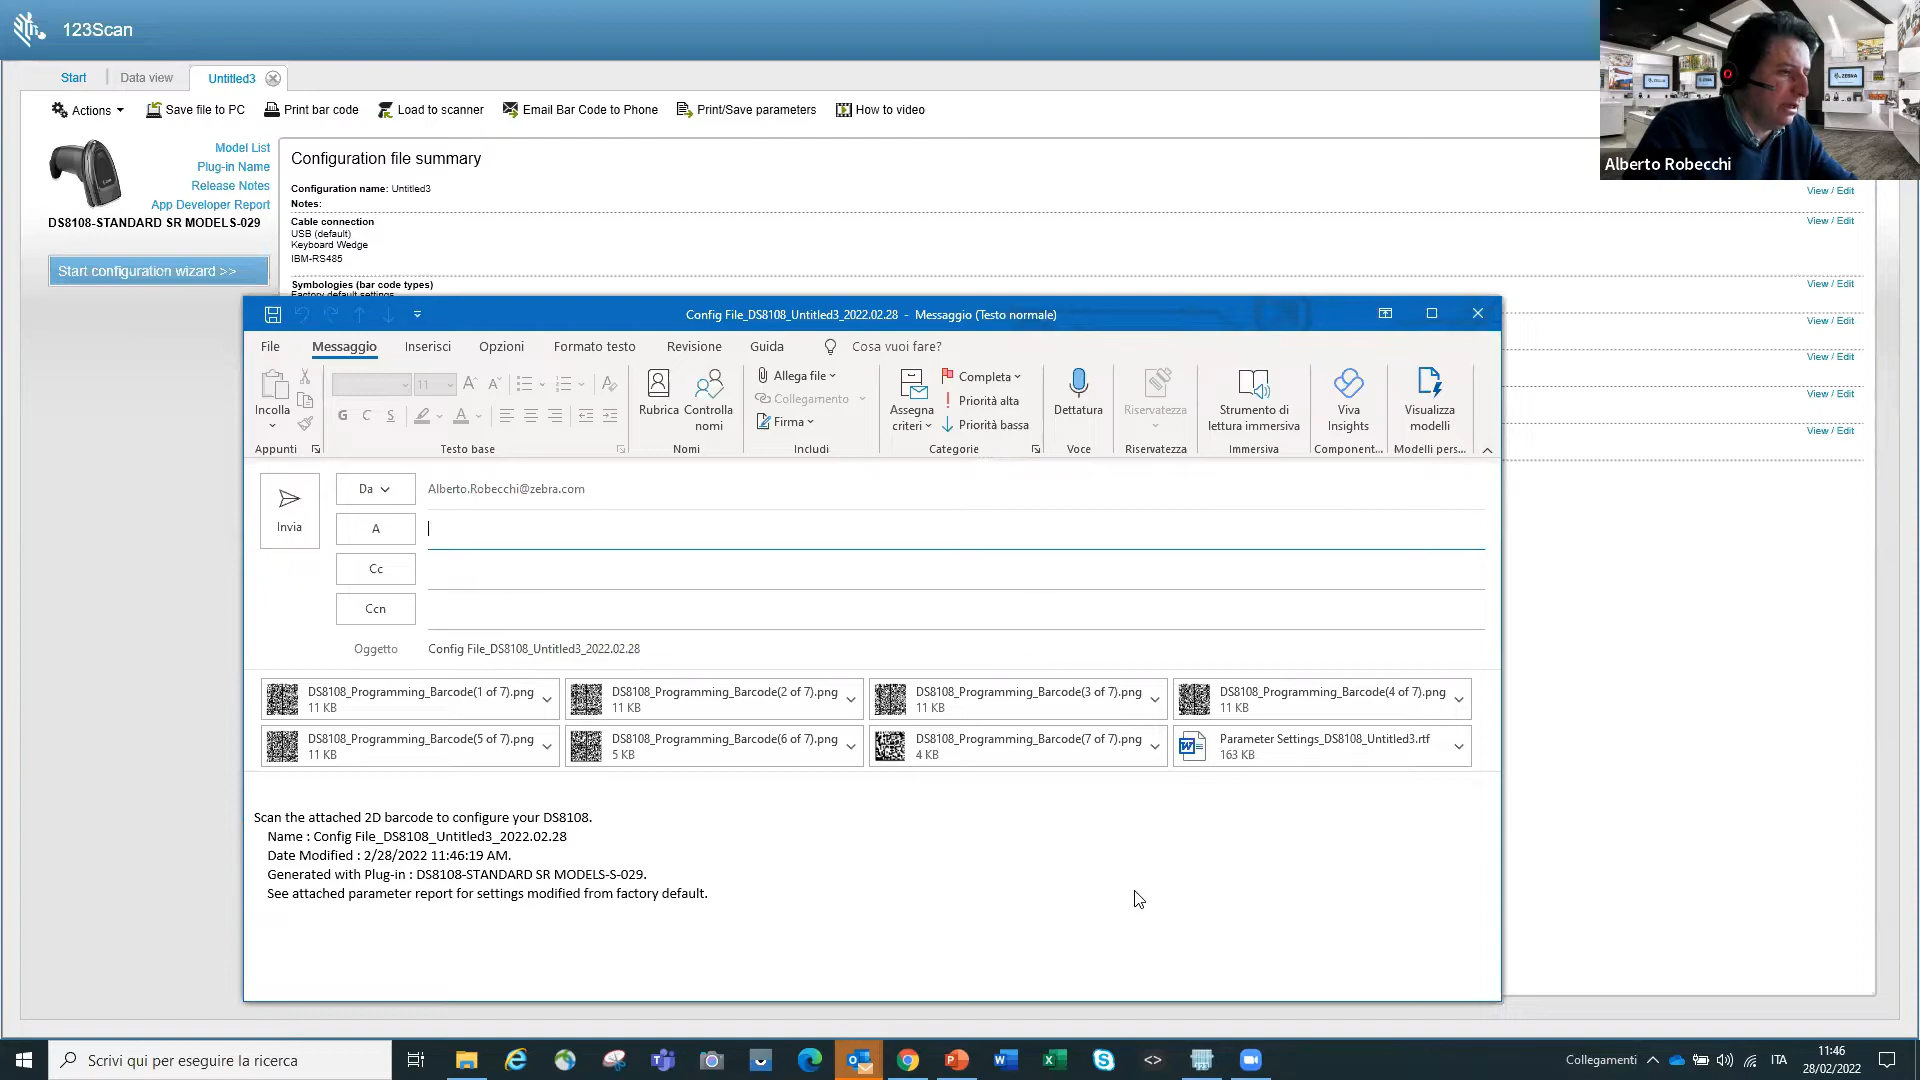 123Scan
Start
Data view
Untitled3
Actions
Save file to PC
Print bar code
Load to scanner
Email Bar Code to Phone
Print/Save parameters
How to video
Model List
Plug-in Name
Release Notes
App Developer Report
DS8108-STANDARD SR MODELS-S-029
Start configuration wizard >>
Configuration file summary
Configuration name: Untitled3
Notes:
Cable connection
USB (default)
Keyboard Wedge
IBM-RS485
Symbologies (bar code types)
Factory default settings
View / Edit
View / Edit
View / Edit
View / Edit
View / Edit
View / Edit
View / Edit
ZEBRA
Alberto Robecchi
Config File_DS8108_Untitled3_2022.02.28 - Messaggio (Testo normale)
File
Messaggio
Inserisci
Opzioni
Formato testo
Revisione
Guida
Cosa vuoi fare?
Incolla
Appunti
11
G C S
Testo base
Rubrica
Controlla nomi
Nomi
Allega file
Collegamento
Firma
Includi
Assegna criteri
Completa
Priorità alta
Priorità bassa
Categorie
Dettatura
Voce
Riservatezza
Riservatezza
Strumento di lettura immersiva
Immersiva
Viva Insights
Component...
Visualizza modelli
Modelli pers...
Invia
Da
Alberto.Robecchi@zebra.com
A
Cc
Ccn
Oggetto
Config File_DS8108_Untitled3_2022.02.28
DS8108_Programming_Barcode(1 of 7).png
11 KB
DS8108_Programming_Barcode(2 of 7).png
11 KB
DS8108_Programming_Barcode(3 of 7).png
11 KB
DS8108_Programming_Barcode(4 of 7).png
11 KB
DS8108_Programming_Barcode(5 of 7).png
11 KB
DS8108_Programming_Barcode(6 of 7).png
5 KB
DS8108_Programming_Barcode(7 of 7).png
4 KB
Parameter Settings_DS8108_Untitled3.rtf
163 KB
Scan the attached 2D barcode to configure your DS8108.
Name : Config File_DS8108_Untitled3_2022.02.28
Date Modified : 2/28/2022 11:46:19 AM.
Generated with Plug-in : DS8108-STANDARD SR MODELS-S-029.
See attached parameter report for settings modified from factory default.
Scrivi qui per eseguire la ricerca
Collegamenti
ITA
11:46
28/02/2022